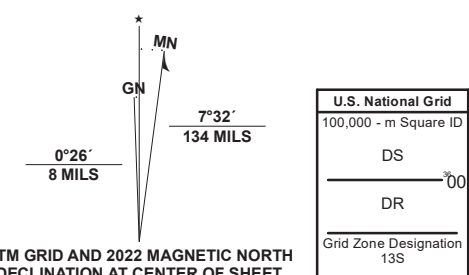 MN
GN
7°32´
134 MILS
0°26´
8 MILS
TM GRID AND 2022 MAGNETIC NORTH
DECLINATION AT CENTER OF SHEET
U.S. National Grid
100,000 - m Square ID
DS
3600
DR
Grid Zone Designation
13S